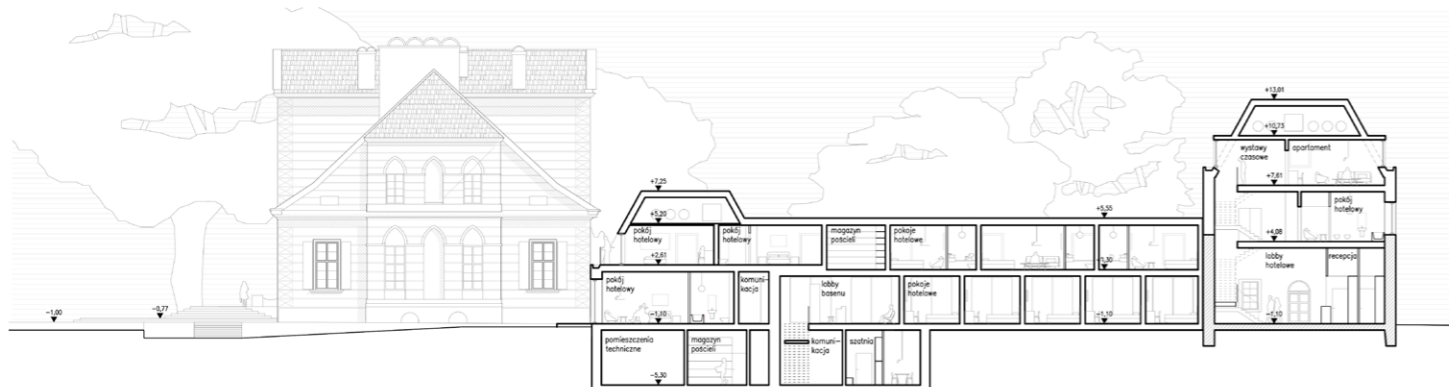 +13,01
+10,73
wystawy
czasowe
apartament
+7,61
pokój
hotelowy
+4,08
lobby
hotelowe
recepcja
-1,10
+7,25
+5,20
+5,55
pokój
hotelowy
pokój
hotelowy
magazyn
pościeli
pokoje
hotelowe
+2,61
-1,30
pokój
hotelowy
komuni-
kacja
lobby
basenu
pokoje
hotelowe
-1,10
+1,10
-1,00
-0,77
pomieszczenia
techniczne
magazyn
pościeli
komuni-
kacja
szatnia
-5,30